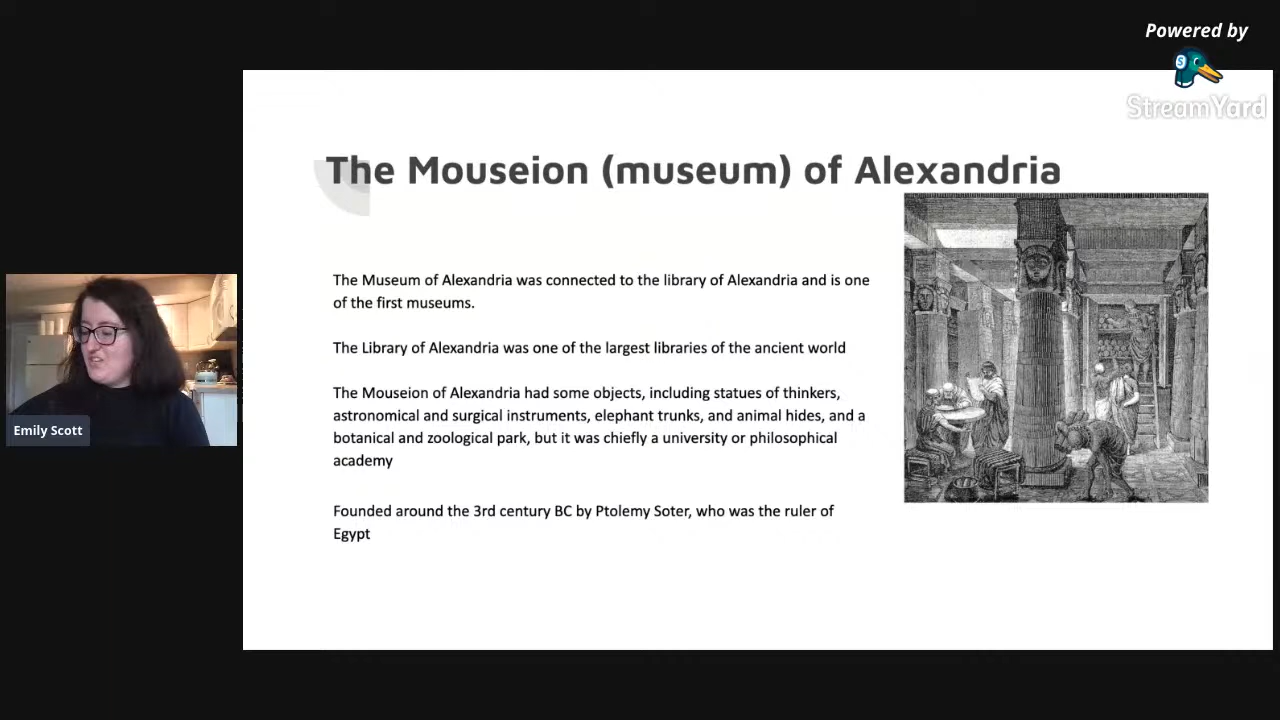 Powered by
StreamYard
The Mouseion (museum) of Alexandria
The Museum of Alexandria was connected to the library of Alexandria and is one
of the first museums.
The Library of Alexandria was one of the largest libraries of the ancient world
The Mouseion of Alexandria had some objects, including statues of thinkers,
astronomical and surgical instruments, elephant trunks, and animal hides, and a
botanical and zoological park, but it was chiefly a university or philosophical
academy
Founded around the 3rd century BC by Ptolemy Soter, who was the ruler of
Egypt
Emily Scott